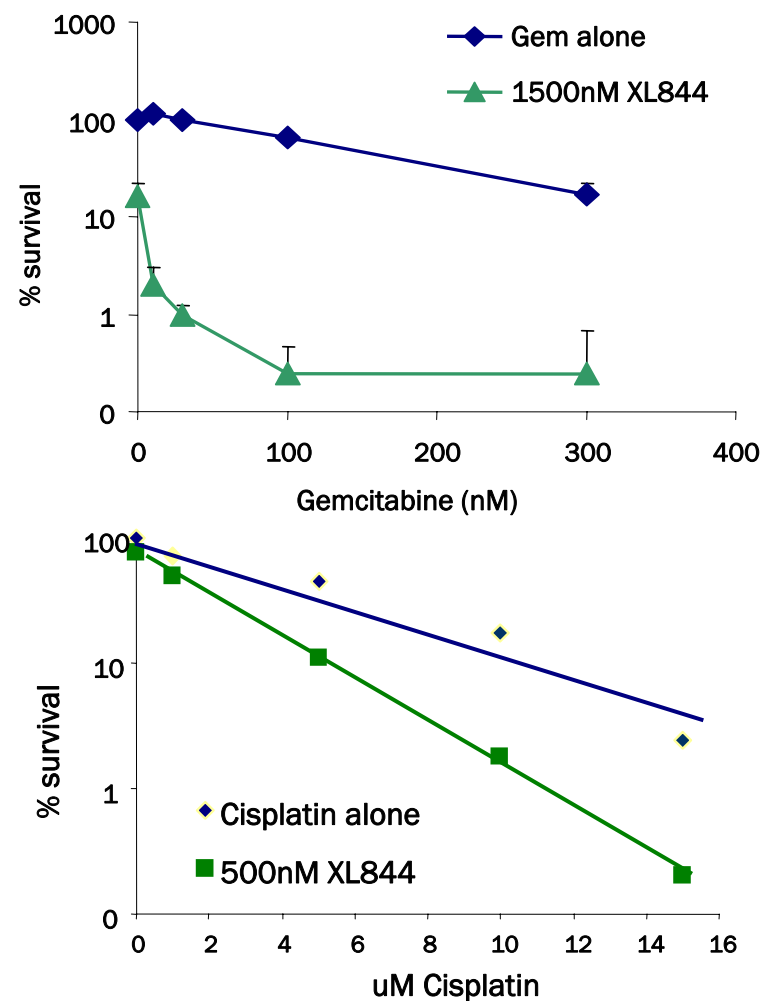 1000
Gem alone
1500nM XL844
100
10
1
0
% survival
0 100 200 300 400
Gemcitabine (nM)
100
10
1
0
% survival
Cisplatin alone
500nM XL844
0 2 4 6 8 10 12 14 16
uM Cisplatin